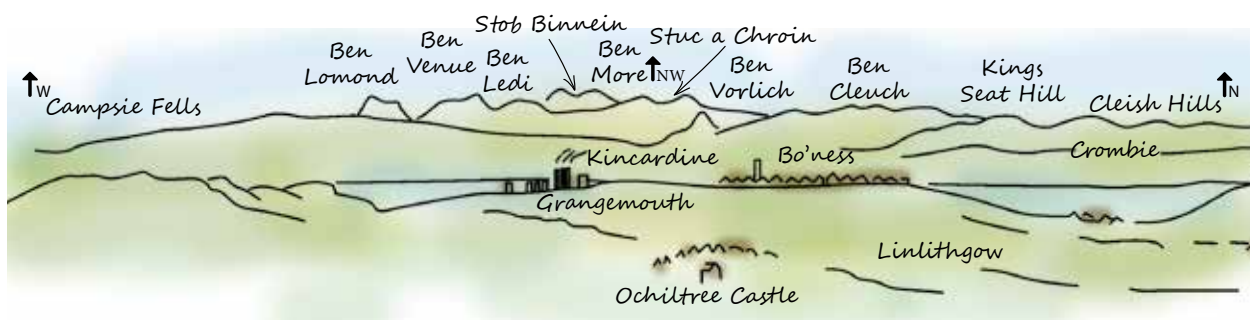 Stob Binnein
Ben
Lomond
Ben
Venue
Ben
Ledi
Ben
More
Stuc a Chroin
Ben
Vorlich
Ben
Cleuch
Kings
Seat Hill
W
NW
N
Campsie Fells
Cleish Hills
Kincardine
Bo'ness
Crombie
Grangemouth
Linlithgow
Ochiltree Castle